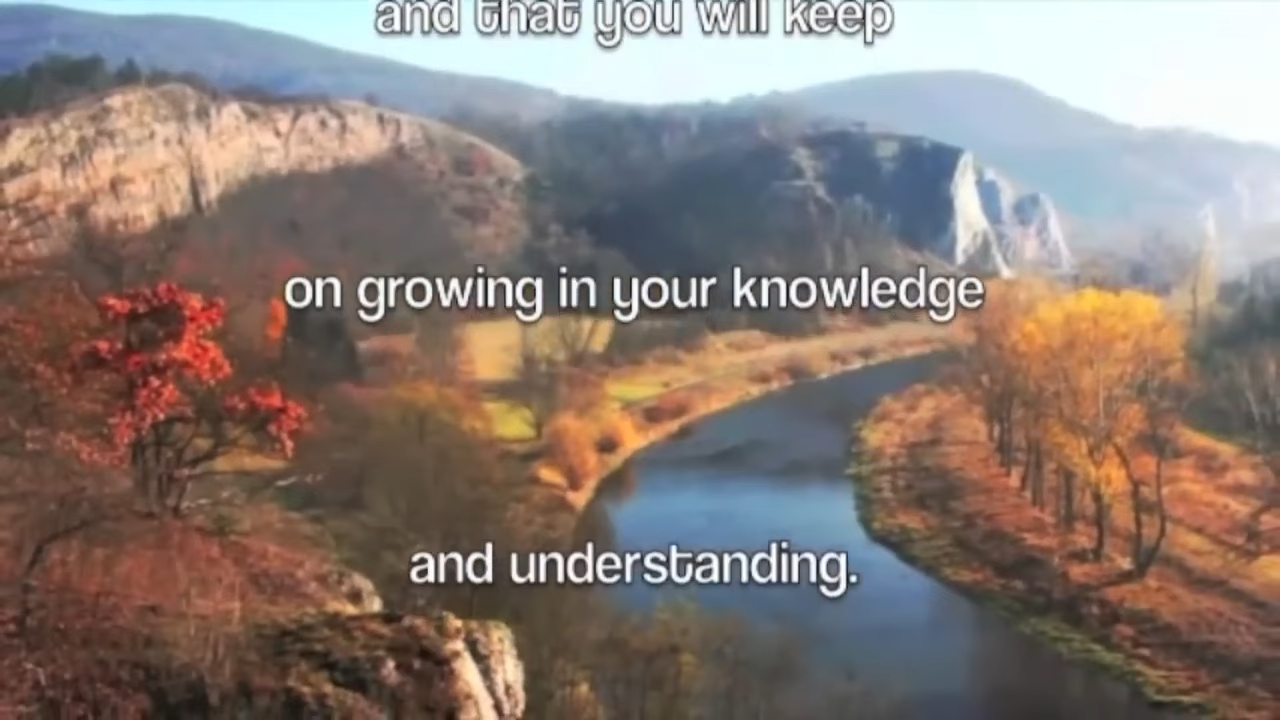 and that you will keep
on growing in your knowledge
and understanding.